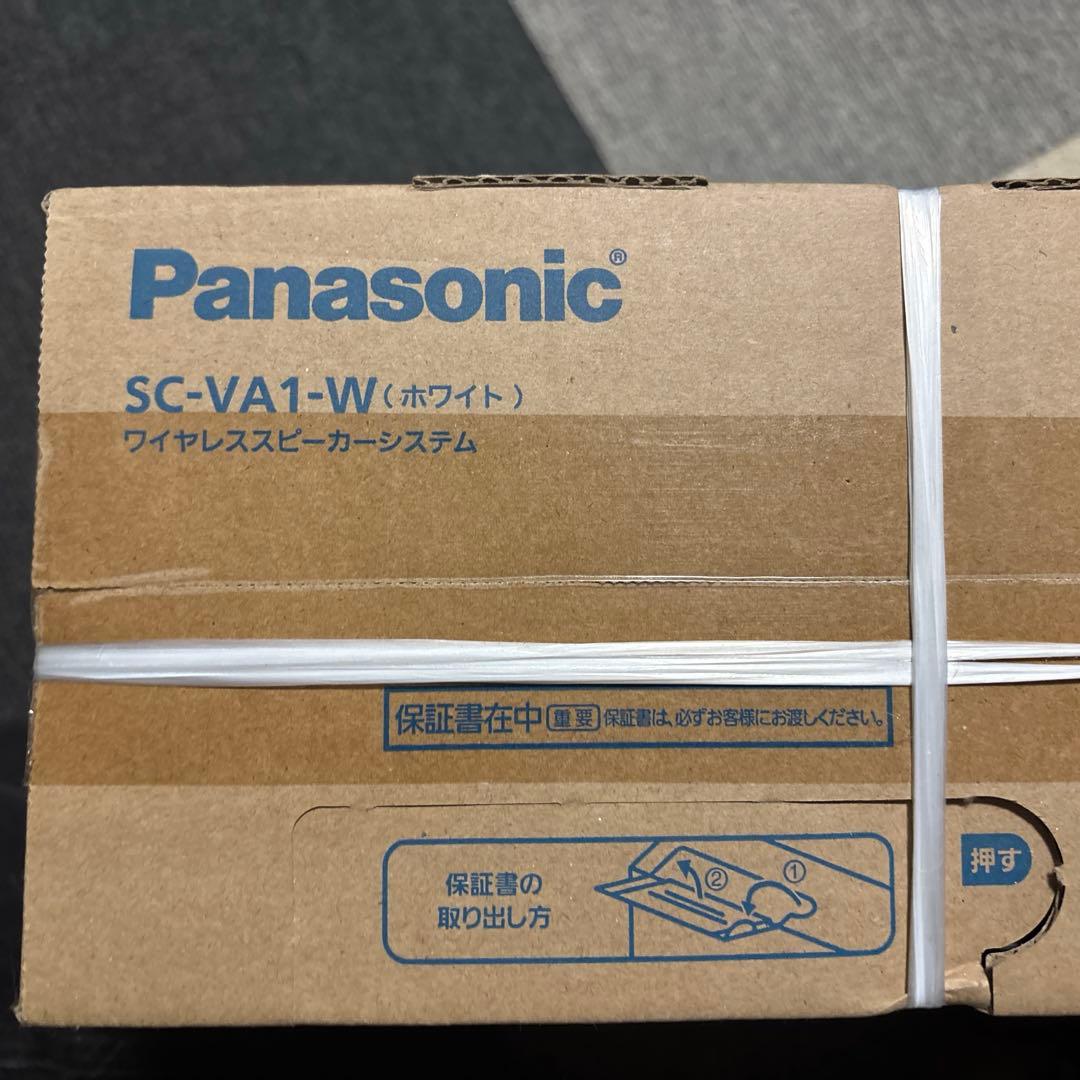 Panasonic®
SC-VA1-W（ホワイト）
ワイヤレススピーカーシステム
保証書在中 重要 保証書は、必ずお客様にお渡しください。
保証書の
取り出し方
② ①
押す